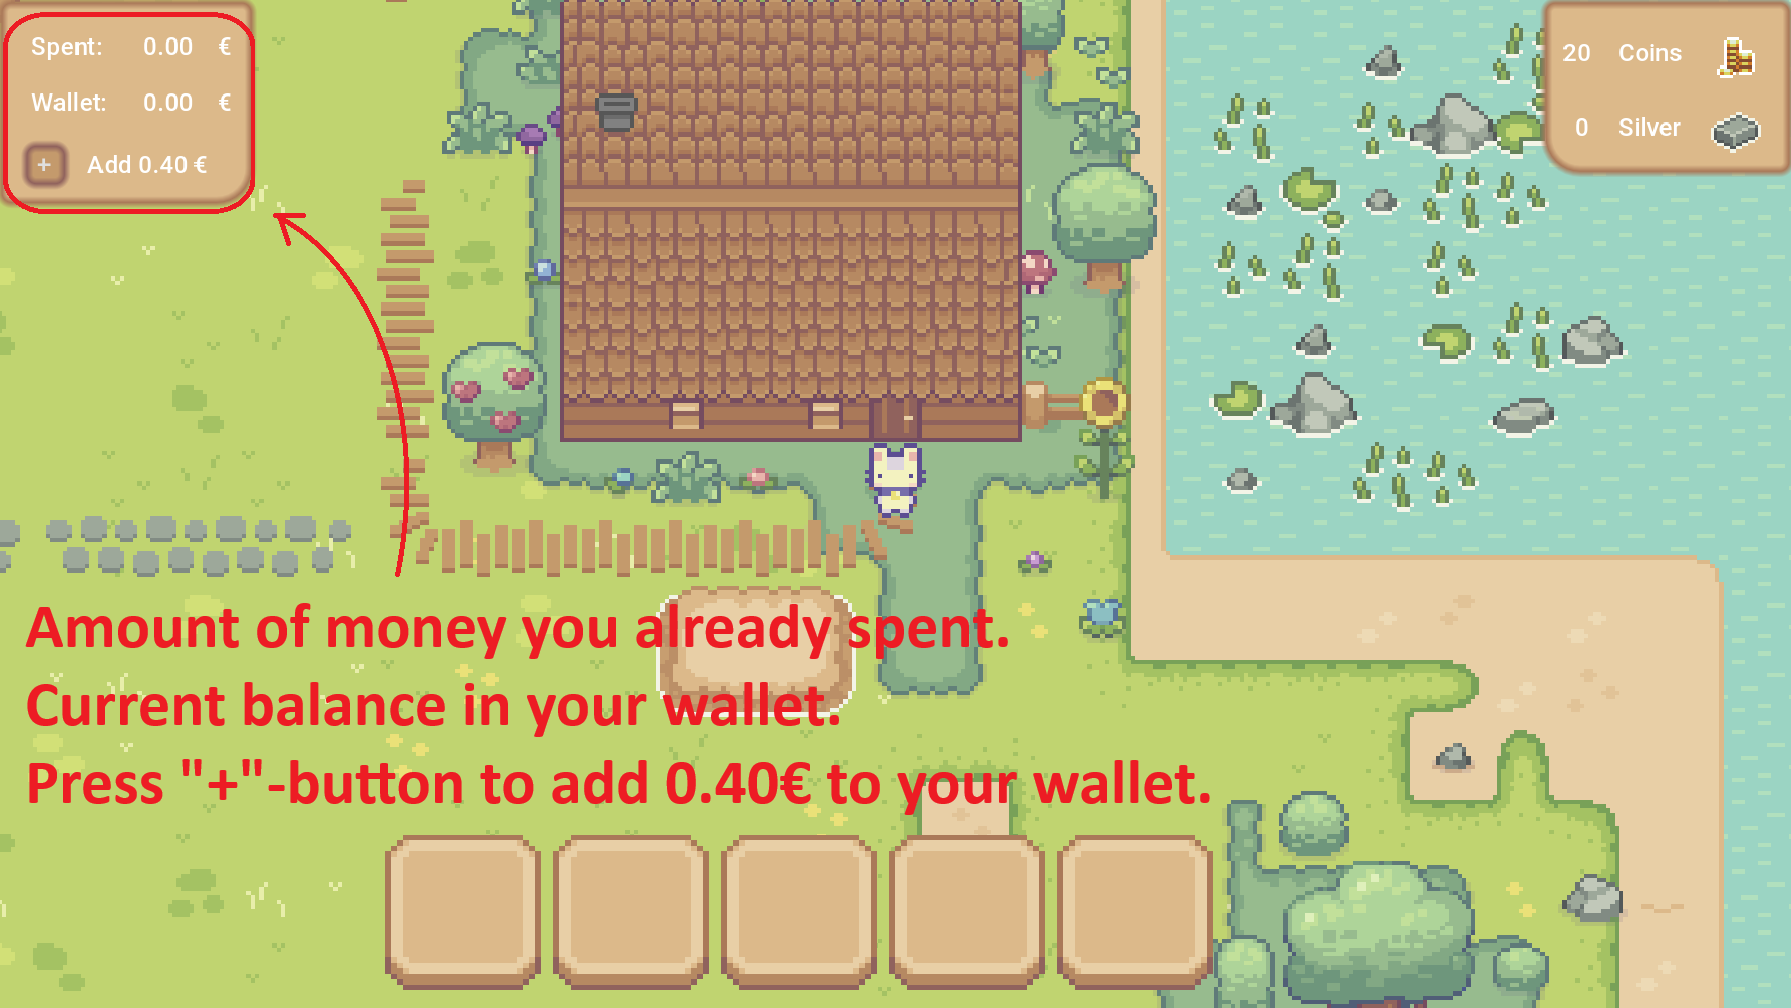 Spent: 0.00 €
Wallet: 0.00 €
+ Add 0.40 €
20 Coins
0 Silver
Amount of money you already spent.
Current balance in your wallet.
Press "+"-button to add 0.40€ to your wallet.